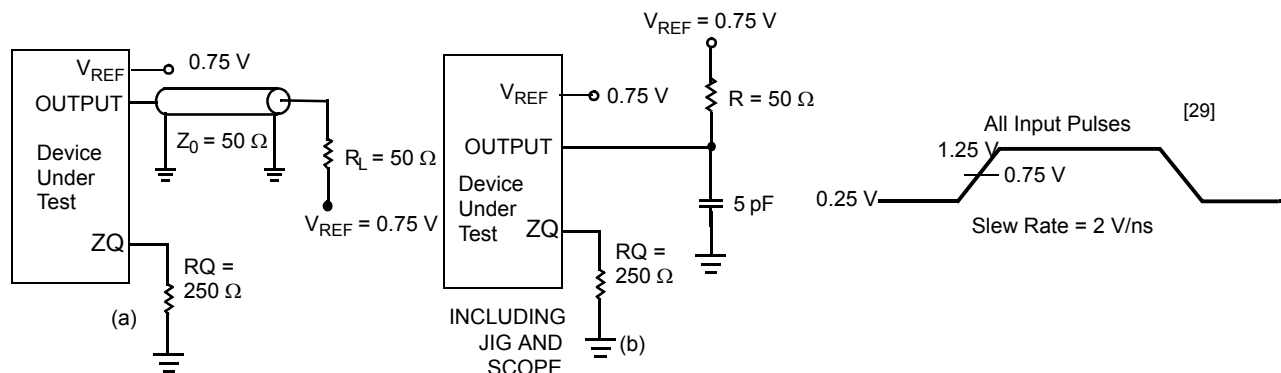 V_REF
0.75 V
OUTPUT
Z_0 = 50 Ω
Device
Under
Test
R_L = 50 Ω
V_REF = 0.75 V
ZQ
RQ =
250 Ω
(a)
V_REF = 0.75 V
V_REF
0.75 V
R = 50 Ω
OUTPUT
Device
Under
Test
5 pF
ZQ
RQ =
250 Ω
INCLUDING
JIG AND
SCOPE
(b)
[29]
All Input Pulses
1.25 V
0.75 V
0.25 V
Slew Rate = 2 V/ns